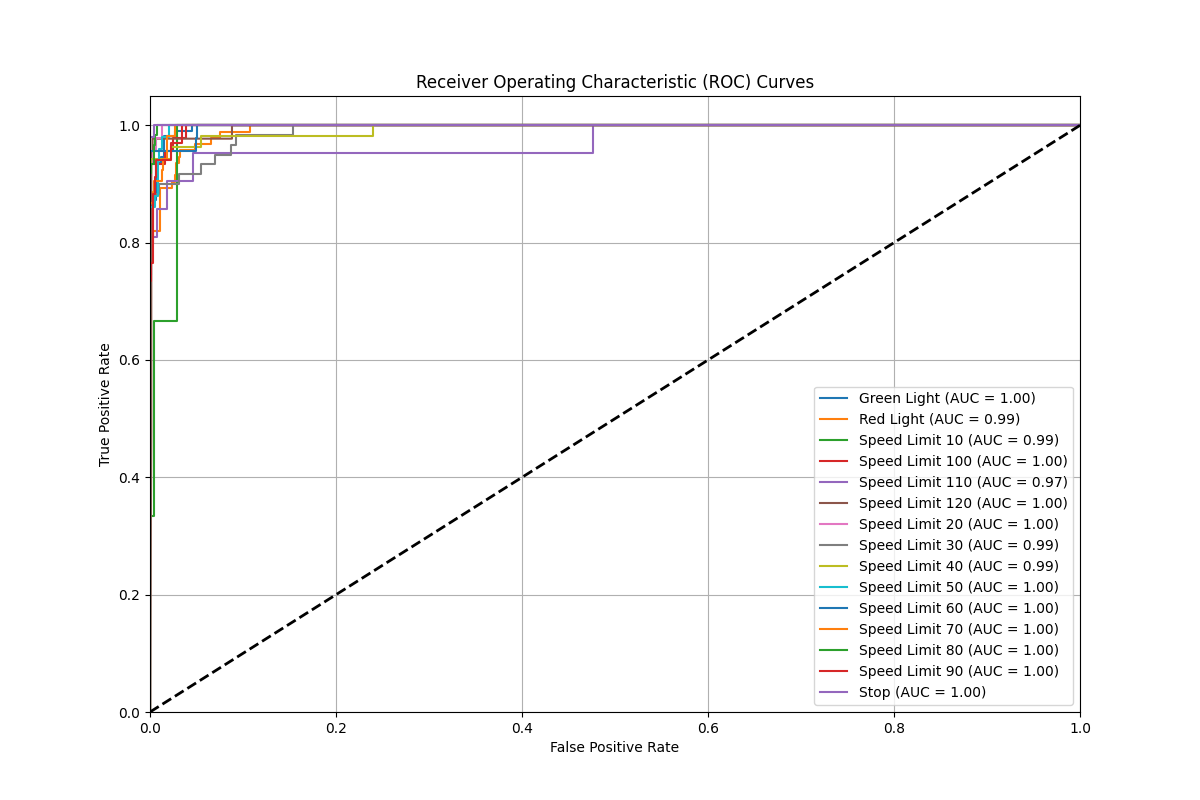 Receiver Operating Characteristic (ROC) Curves
True Positive Rate
1.0
0.8
0.6
0.4
0.2
0.0
Green Light (AUC = 1.00)
Red Light (AUC = 0.99)
Speed Limit 10 (AUC = 0.99)
Speed Limit 100 (AUC = 1.00)
Speed Limit 110 (AUC = 0.97)
Speed Limit 120 (AUC = 1.00)
Speed Limit 20 (AUC = 1.00)
Speed Limit 30 (AUC = 0.99)
Speed Limit 40 (AUC = 0.99)
Speed Limit 50 (AUC = 1.00)
Speed Limit 60 (AUC = 1.00)
Speed Limit 70 (AUC = 1.00)
Speed Limit 80 (AUC = 1.00)
Speed Limit 90 (AUC = 1.00)
Stop (AUC = 1.00)
0.0 0.2 0.4 0.6 0.8 1.0
False Positive Rate